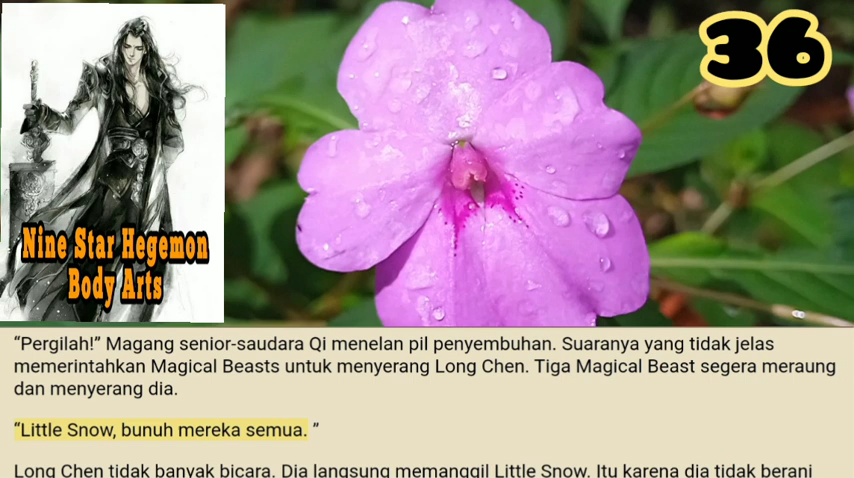 36
Nine Star Hegemon
Body Arts
“Pergilah!” Magang senior-saudara Qi menelan pil penyembuhan. Suaranya yang tidak jelas
memerintahkan Magical Beasts untuk menyerang Long Chen. Tiga Magical Beast segera meraung
dan menyerang dia.
“Little Snow, bunuh mereka semua. ”
Long Chen tidak banyak bicara. Dia langsung memanggil Little Snow. Itu karena dia tidak berani